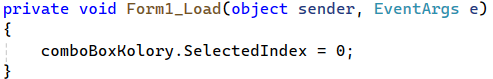 private void Form1_Load(object sender, EventArgs e)
{
    comboBoxKolory.SelectedIndex = 0;
}